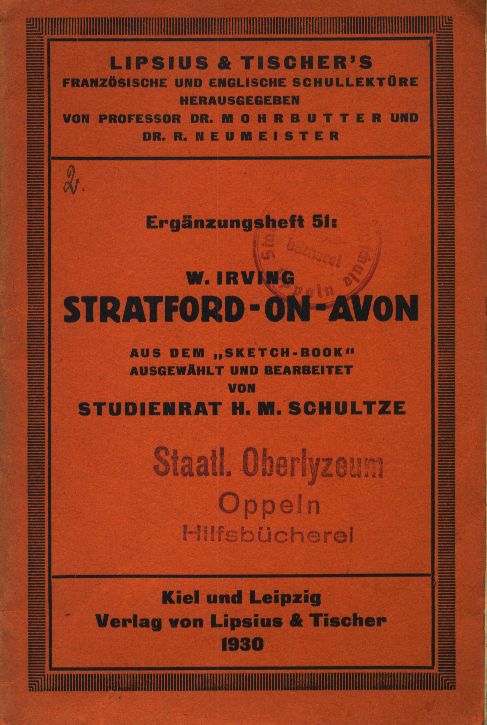 LIPSIUS & TISCHER'S
FRANZÖSISCHE UND ENGLISCHE SCHULLEKTÜRE
HERAUSGEGEBEN
VON PROFESSOR DR. MOHRBUTTER UND
DR. R. NEUMEISTER
2.
Ergänzungsheft 51:
W. IRVING
STRATFORD-ON-AVON
AUS DEM „SKETCH-BOOK"
AUSGEWÄHLT UND BEARBEITET
VON
STUDIENRAT H. M. SCHULTZE
Staatl. Oberlyzeum
Oppeln
Hilfsbücherei
Kiel und Leipzig
Verlag von Lipsius & Tischer
1930